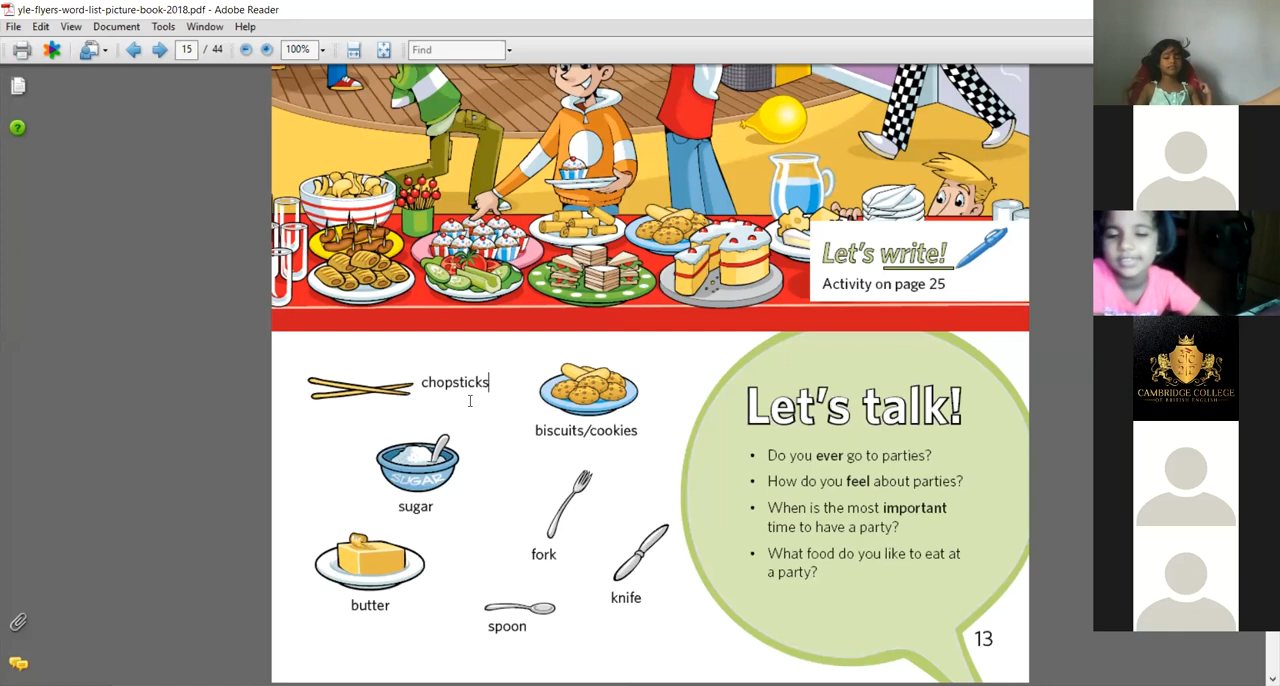 yle-flyers-word-list-picture-book-2018.pdf - Adobe Reader
File Edit View Document Tools Window Help
15 / 44 100% Find
Let's write!
Activity on page 25
chopsticks
biscuits/cookies
SUGAR
sugar
fork
knife
butter
spoon
Let's talk!
• Do you ever go to parties?
• How do you feel about parties?
• When is the most important
time to have a party?
• What food do you like to eat at
a party?
13
CAMBRIDGE COLLEGE
OF BRITISH ENGLISH